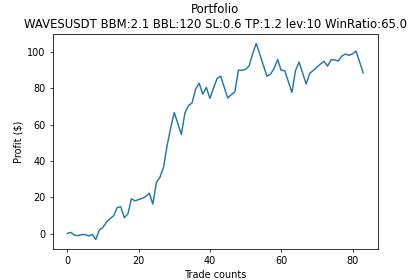 Portfolio
WAVESUSDT BBM:2.1 BBL:120 SL:0.6 TP:1.2 lev:10 WinRatio:65.0
100
80
60
40
20
0
Profit ($)
0 20 40 60 80
Trade counts